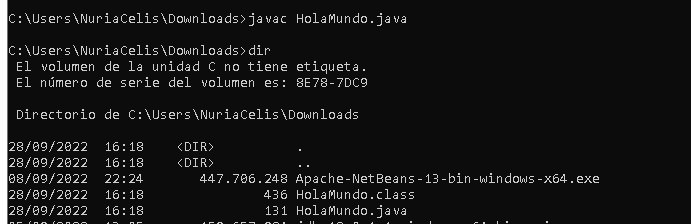 C:\Users\NuriaCelis\Downloads>javac HolaMundo.java
C:\Users\NuriaCelis\Downloads>dir
El volumen de la unidad C no tiene etiqueta.
El número de serie del volumen es: 8E78-7DC9
Directorio de C:\Users\NuriaCelis\Downloads
28/09/2022  16:18    <DIR>          .
28/09/2022  16:18    <DIR>          ..
08/09/2022  22:24       447.706.248 Apache-NetBeans-13-bin-windows-x64.exe
28/09/2022  16:18               436 HolaMundo.class
28/09/2022  16:18               131 HolaMundo.java